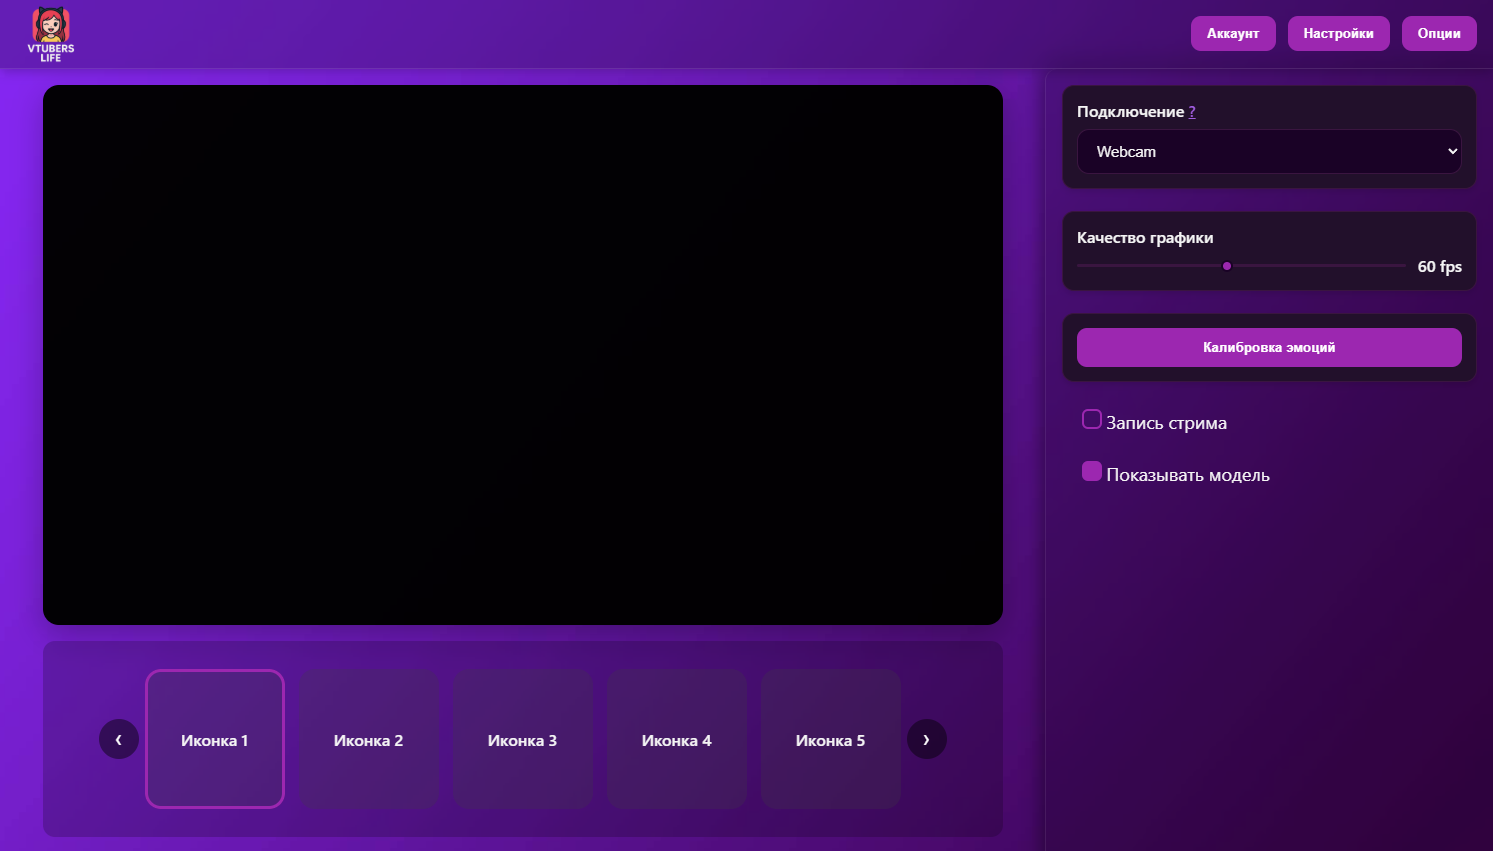 VTUBERS
LIFE
Аккаунт
Настройки
Опции
Подключение ?
Webcam
Качество графики
60 fps
Калибровка эмоций
Запись стрима
Показывать модель
‹
Иконка 1
Иконка 2
Иконка 3
Иконка 4
Иконка 5
›